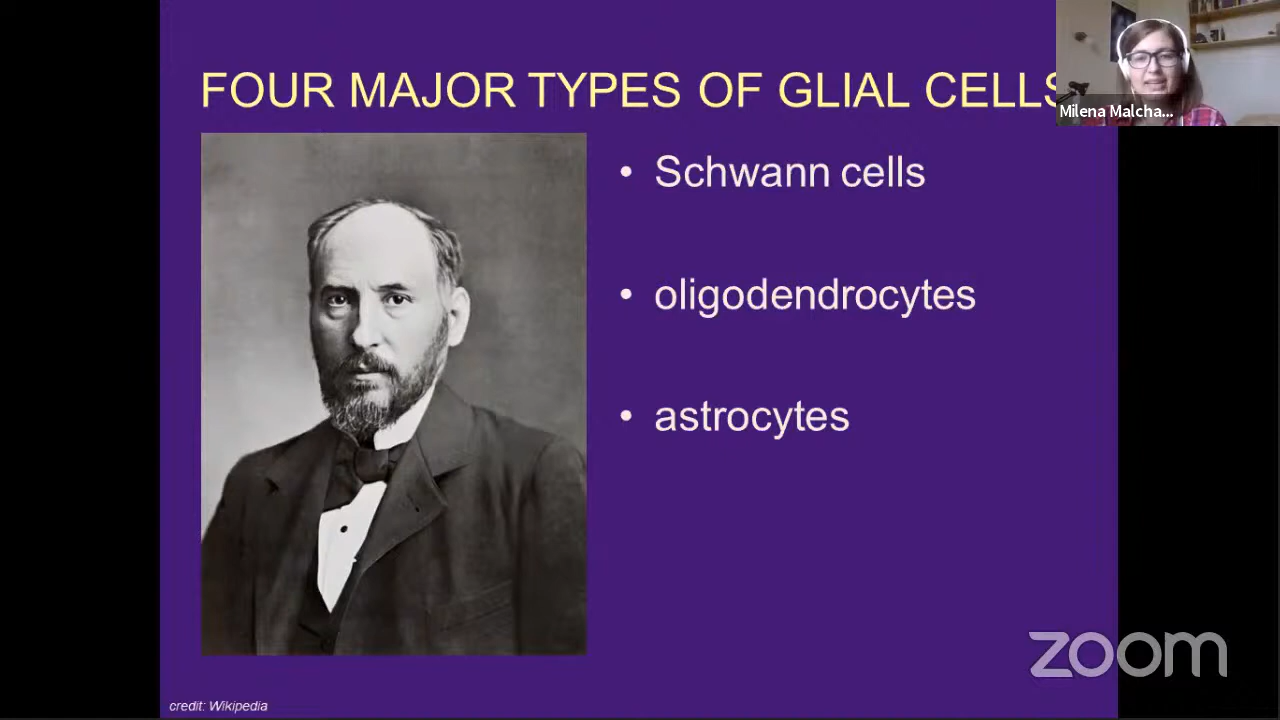 FOUR MAJOR TYPES OF GLIAL CELLS
Milena Malcha...
• Schwann cells
• oligodendrocytes
• astrocytes
zoom
credit: Wikipedia